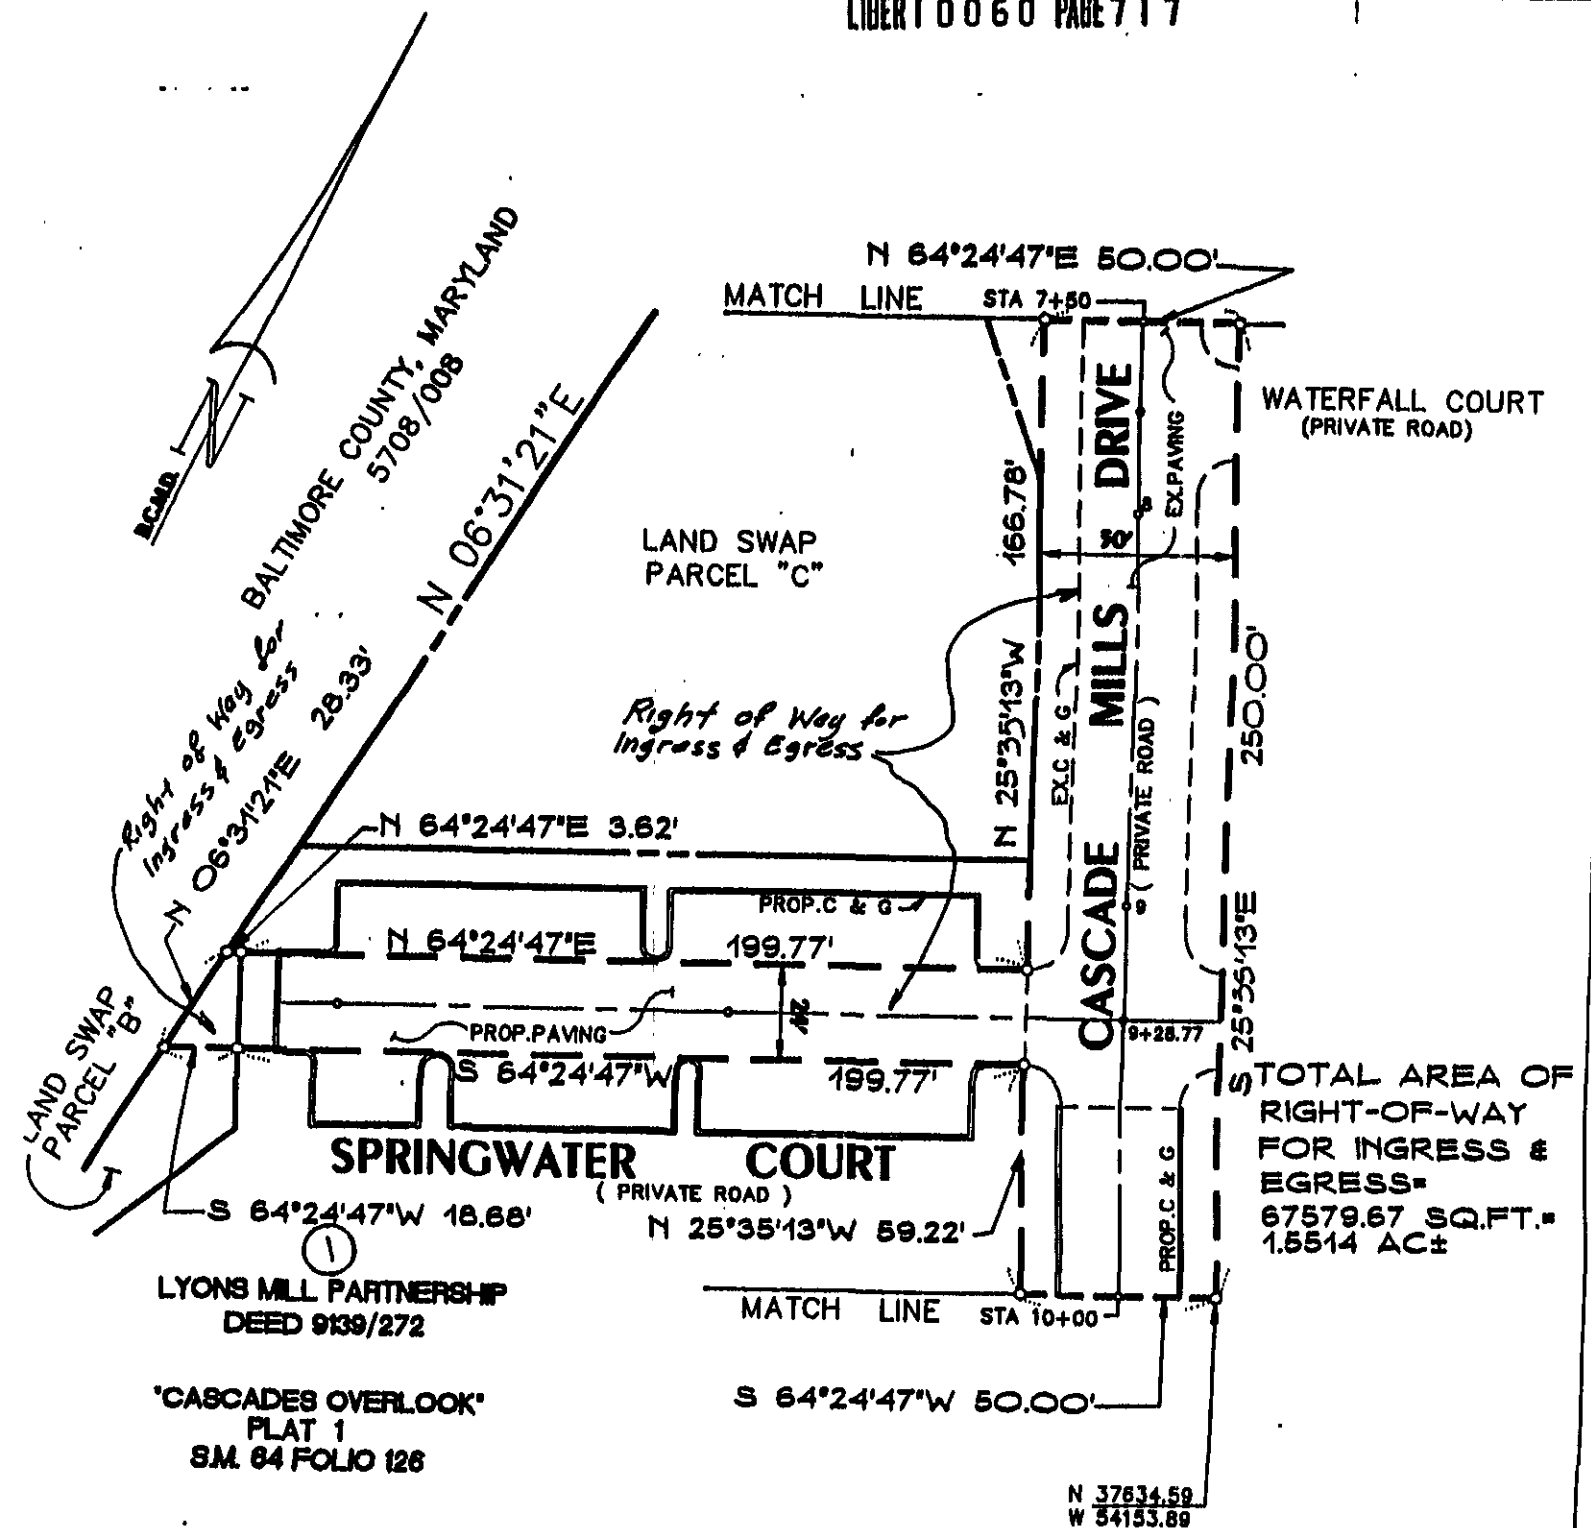 LIBER 10060 PAGE 717
N 64°24'47"E 50.00'
MATCH LINE
STA 7+50
BALTIMORE COUNTY, MARYLAND
5708/008
N 06°31'21"E
B.C.M.D.
N
WATERFALL COURT
(PRIVATE ROAD)
EX.PAVING
LAND SWAP
PARCEL "C"
166.78'
N 25°35'13"W
8
50'
CASCADE MILLS DRIVE
( PRIVATE ROAD )
EX.C & G
250.00'
S 25°35'13"E
Right of Way for
Ingress & Egress
Right of Way for
Ingress & Egress
N 06°31'21"E 28.33'
N 64°24'47"E 3.62'
PROP.C & G
9
N 64°24'47"E 199.77'
24'
PROP.PAVING
9+28.77
S 64°24'47"W 199.77'
LAND SWAP
PARCEL "B"
SPRINGWATER COURT
( PRIVATE ROAD )
S 64°24'47"W 18.68'
N 25°35'13"W 59.22'
PROP.C & G
TOTAL AREA OF
RIGHT-OF-WAY
FOR INGRESS &
EGRESS=
67579.67 SQ.FT.=
1.5514 AC±
1
LYONS MILL PARTNERSHIP
DEED 9139/272
MATCH LINE
STA 10+00
"CASCADES OVERLOOK"
PLAT 1
S.M. 64 FOLIO 126
S 64°24'47"W 50.00'
N 37634.59
W 54153.89